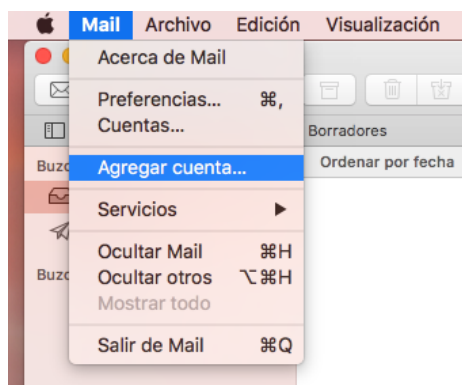 Mail Archivo Edición Visualización
Acerca de Mail
Preferencias... ⌘,
Cuentas...
Borradores
Agregar cuenta...
Ordenar por fecha
Servicios
Ocultar Mail ⌘H
Ocultar otros ⌥⌘H
Mostrar todo
Salir de Mail ⌘Q